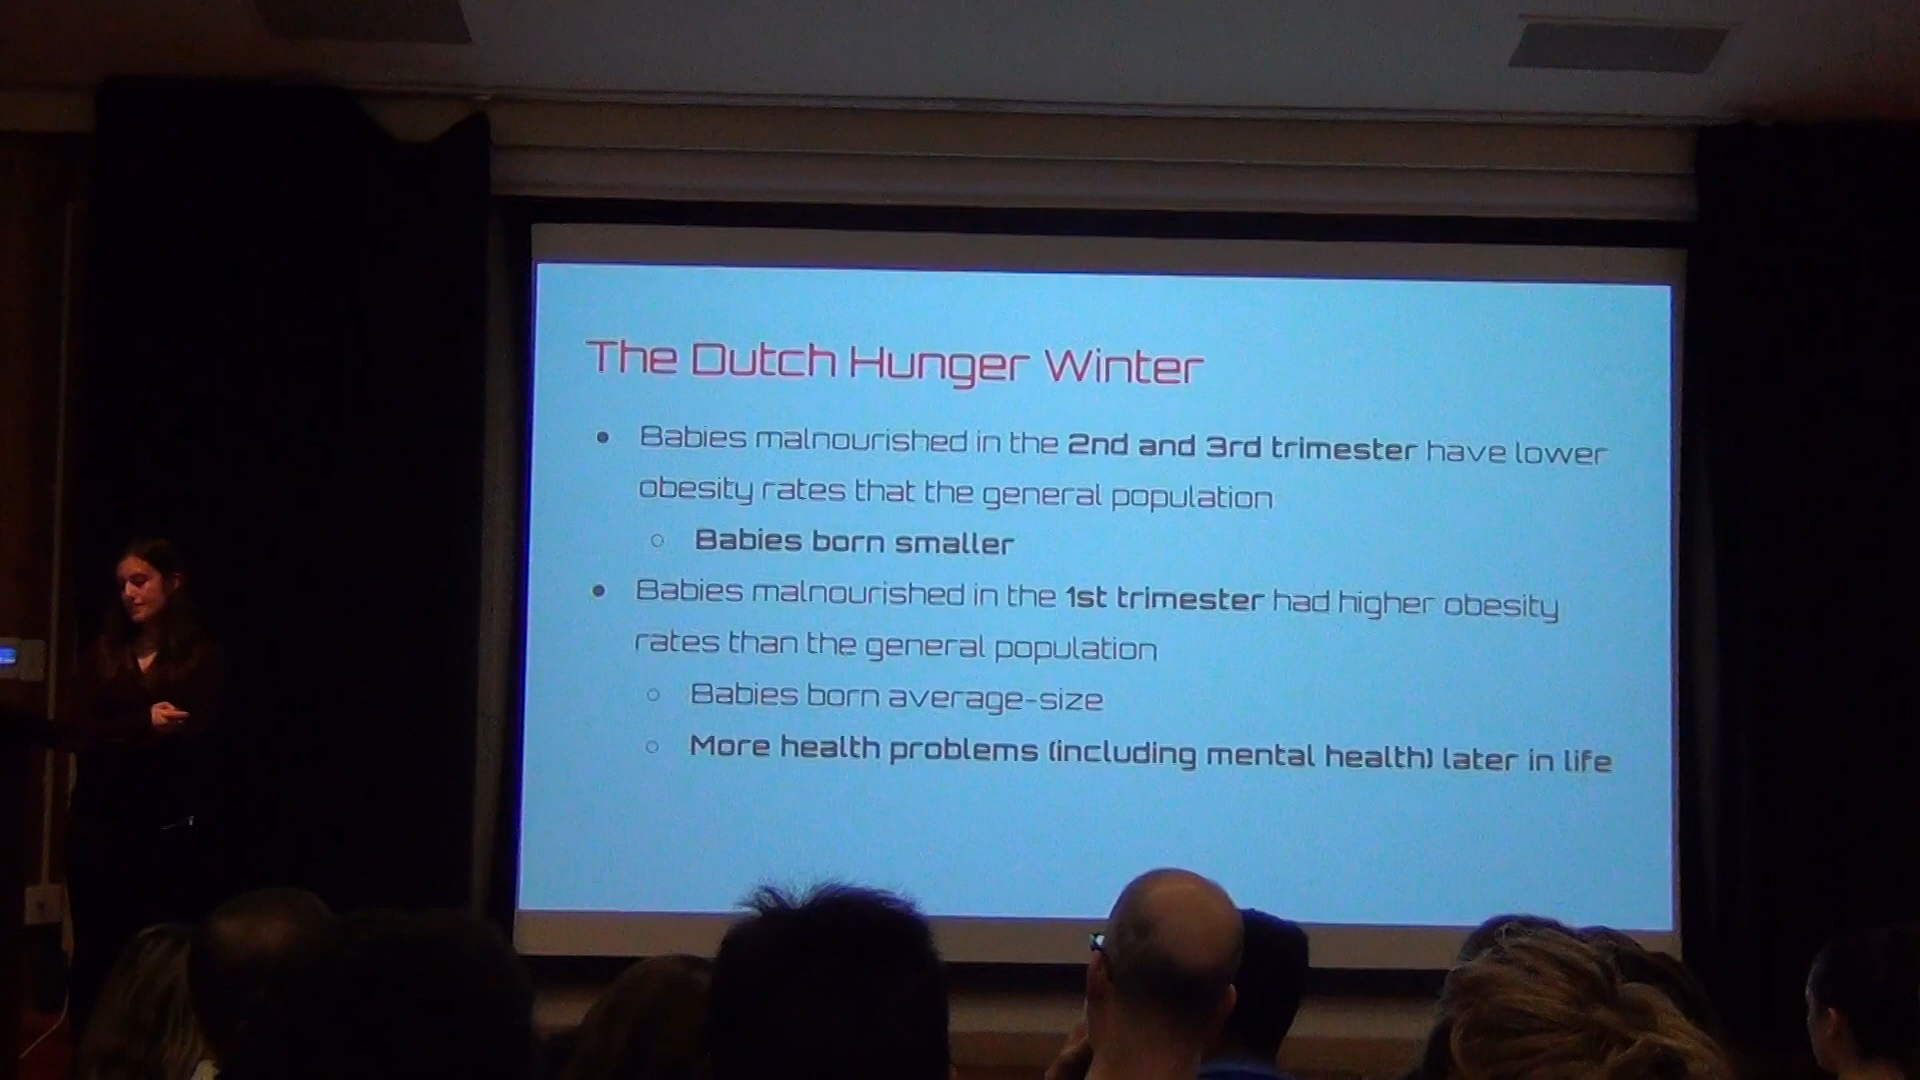 The Dutch Hunger Winter
• Babies malnourished in the 2nd and 3rd trimester have lower
obesity rates that the general population
○ Babies born smaller
• Babies malnourished in the 1st trimester had higher obesity
rates than the general population
○ Babies born average-size
○ More health problems (including mental health) later in life